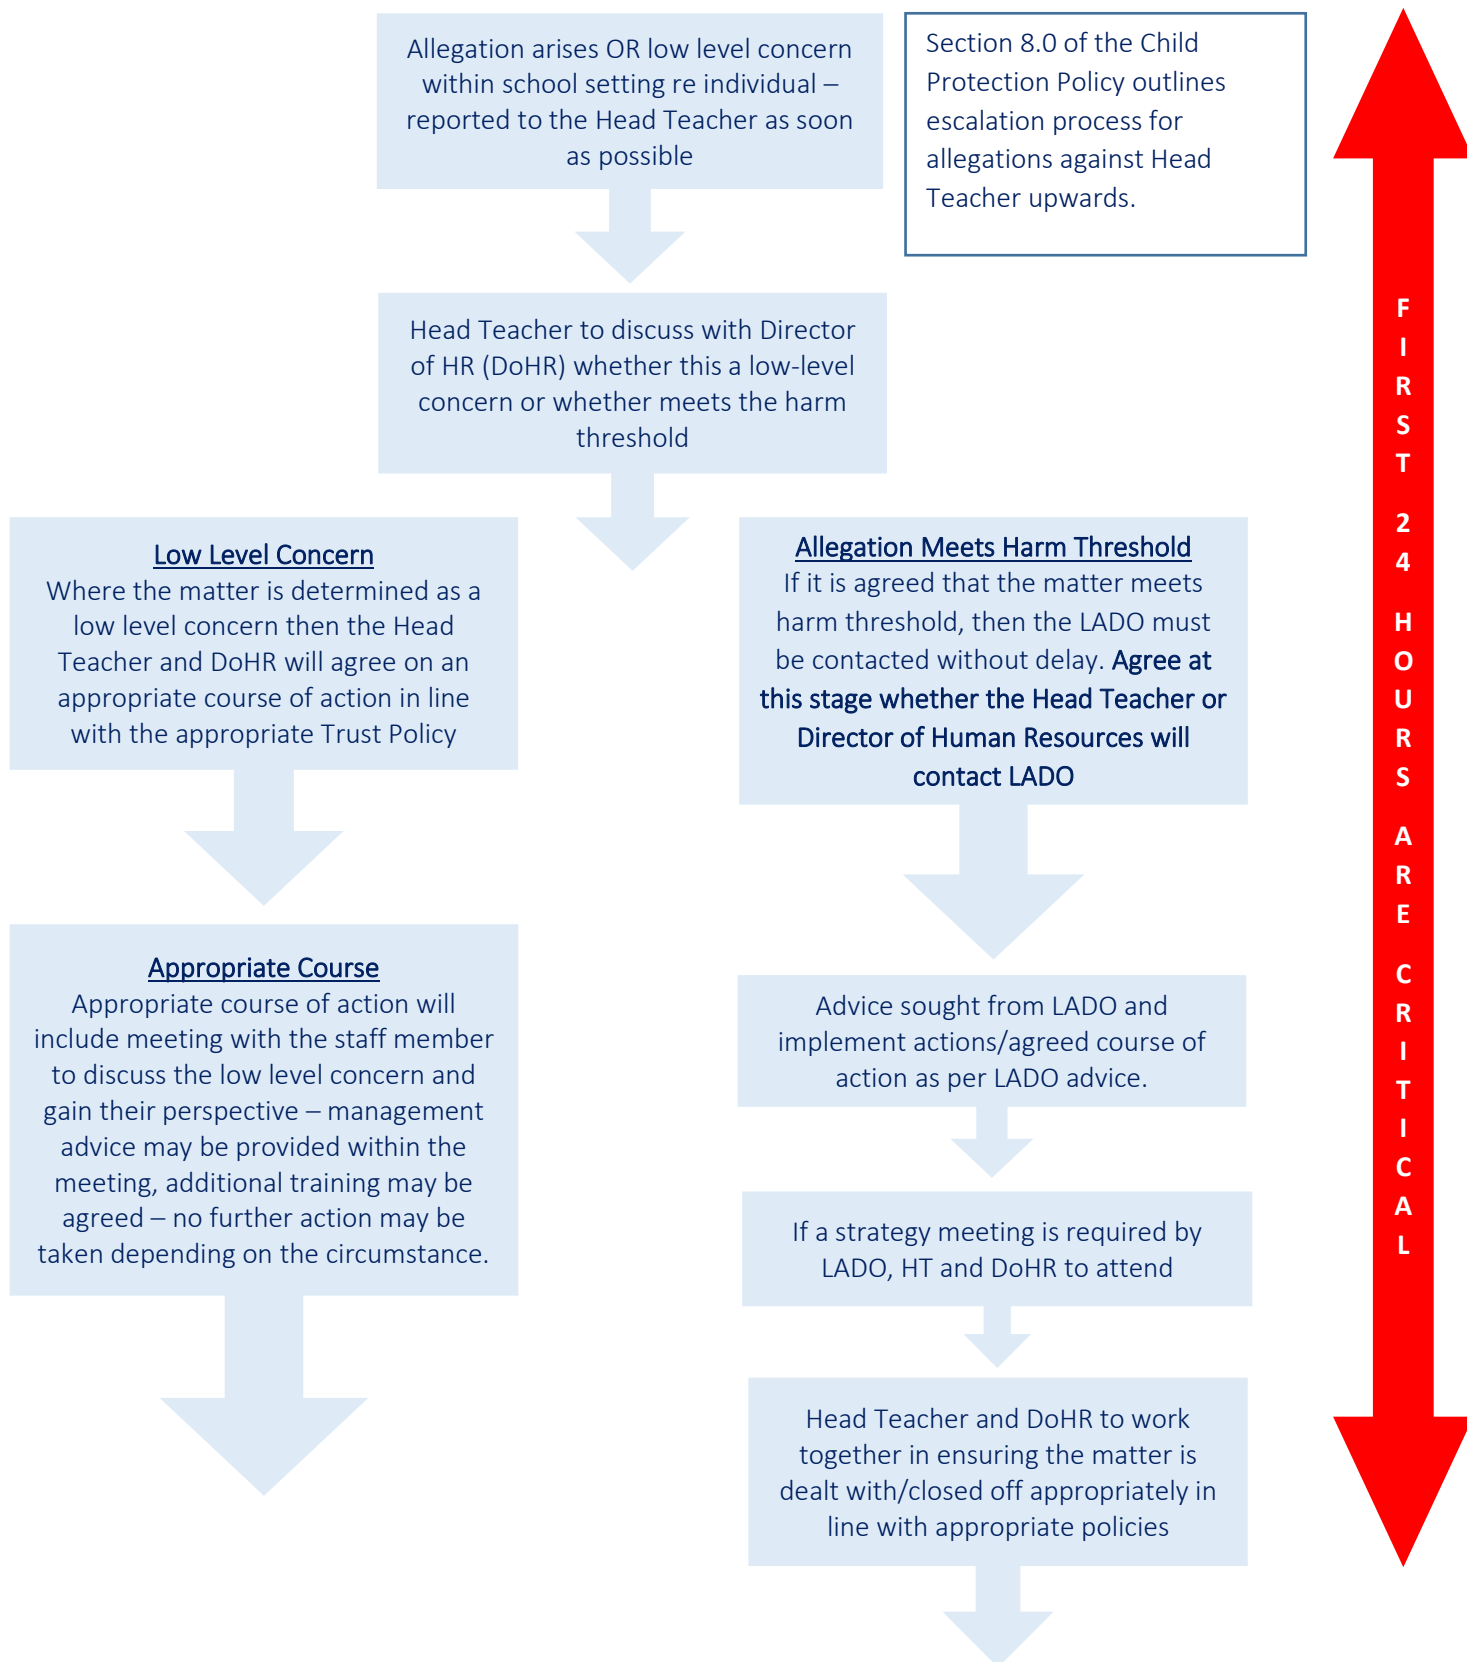 Allegation arises OR low level concern
within school setting re individual –
reported to the Head Teacher as soon
as possible
Section 8.0 of the Child
Protection Policy outlines
escalation process for
allegations against Head
Teacher upwards.
Head Teacher to discuss with Director
of HR (DoHR) whether this a low-level
concern or whether meets the harm
threshold
Low Level Concern
Where the matter is determined as a
low level concern then the Head
Teacher and DoHR will agree on an
appropriate course of action in line
with the appropriate Trust Policy
Allegation Meets Harm Threshold
If it is agreed that the matter meets
harm threshold, then the LADO must
be contacted without delay. Agree at
this stage whether the Head Teacher or
Director of Human Resources will
contact LADO
Appropriate Course
Appropriate course of action will
include meeting with the staff member
to discuss the low level concern and
gain their perspective – management
advice may be provided within the
meeting, additional training may be
agreed – no further action may be
taken depending on the circumstance.
Advice sought from LADO and
implement actions/agreed course of
action as per LADO advice.
If a strategy meeting is required by
LADO, HT and DoHR to attend
Head Teacher and DoHR to work
together in ensuring the matter is
dealt with/closed off appropriately in
line with appropriate policies
FIRST 24 HOURS ARE CRITICAL